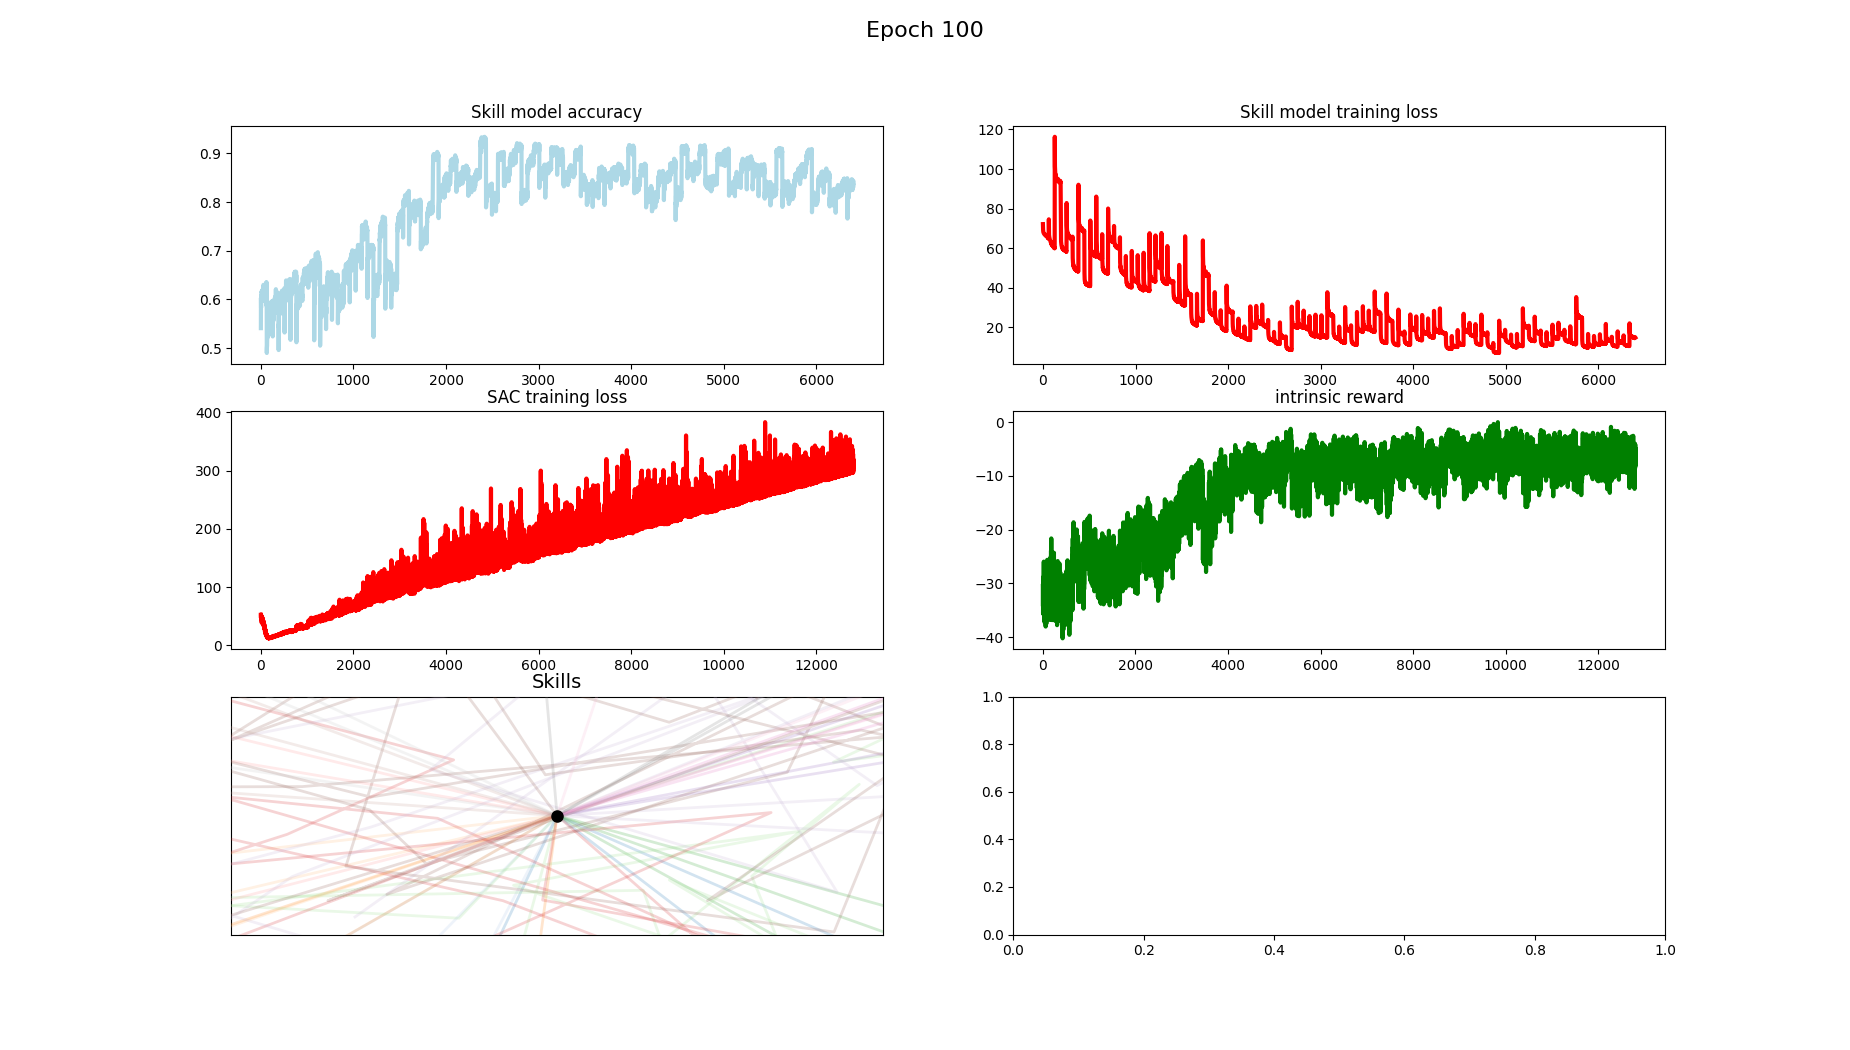 Epoch 100
Skill model accuracy
0.9
0.8
0.7
0.6
0.5
0 1000 2000 3000 4000 5000 6000
Skill model training loss
120
100
80
60
40
20
0 1000 2000 3000 4000 5000 6000
SAC training loss
400
300
200
100
0
0 2000 4000 6000 8000 10000 12000
intrinsic reward
0
−10
−20
−30
−40
0 2000 4000 6000 8000 10000 12000
Skills
1.0
0.8
0.6
0.4
0.2
0.0
0.0 0.2 0.4 0.6 0.8 1.0